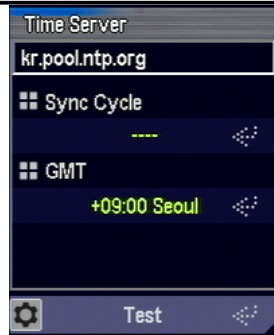 Time Server
kr.pool.ntp.org
Sync Cycle
----
GMT
+09:00 Seoul
Test